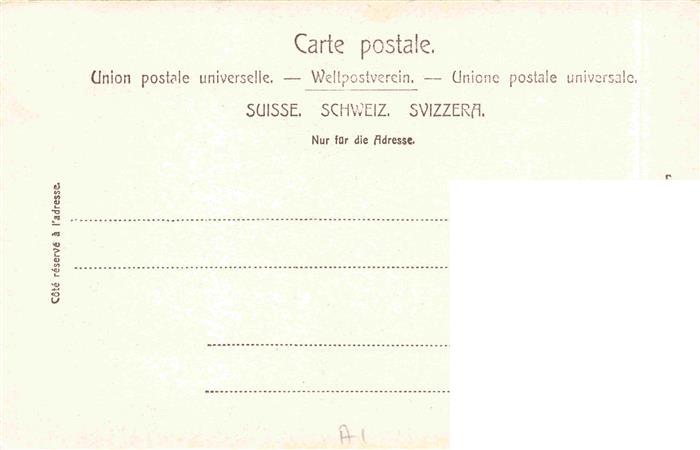 Carte postale.
Union postale universelle. — Weltpostverein. — Unione postale universale.
SUISSE. SCHWEIZ. SVIZZERA.
Nur für die Adresse.
Côté réservé à l'adresse.
A1